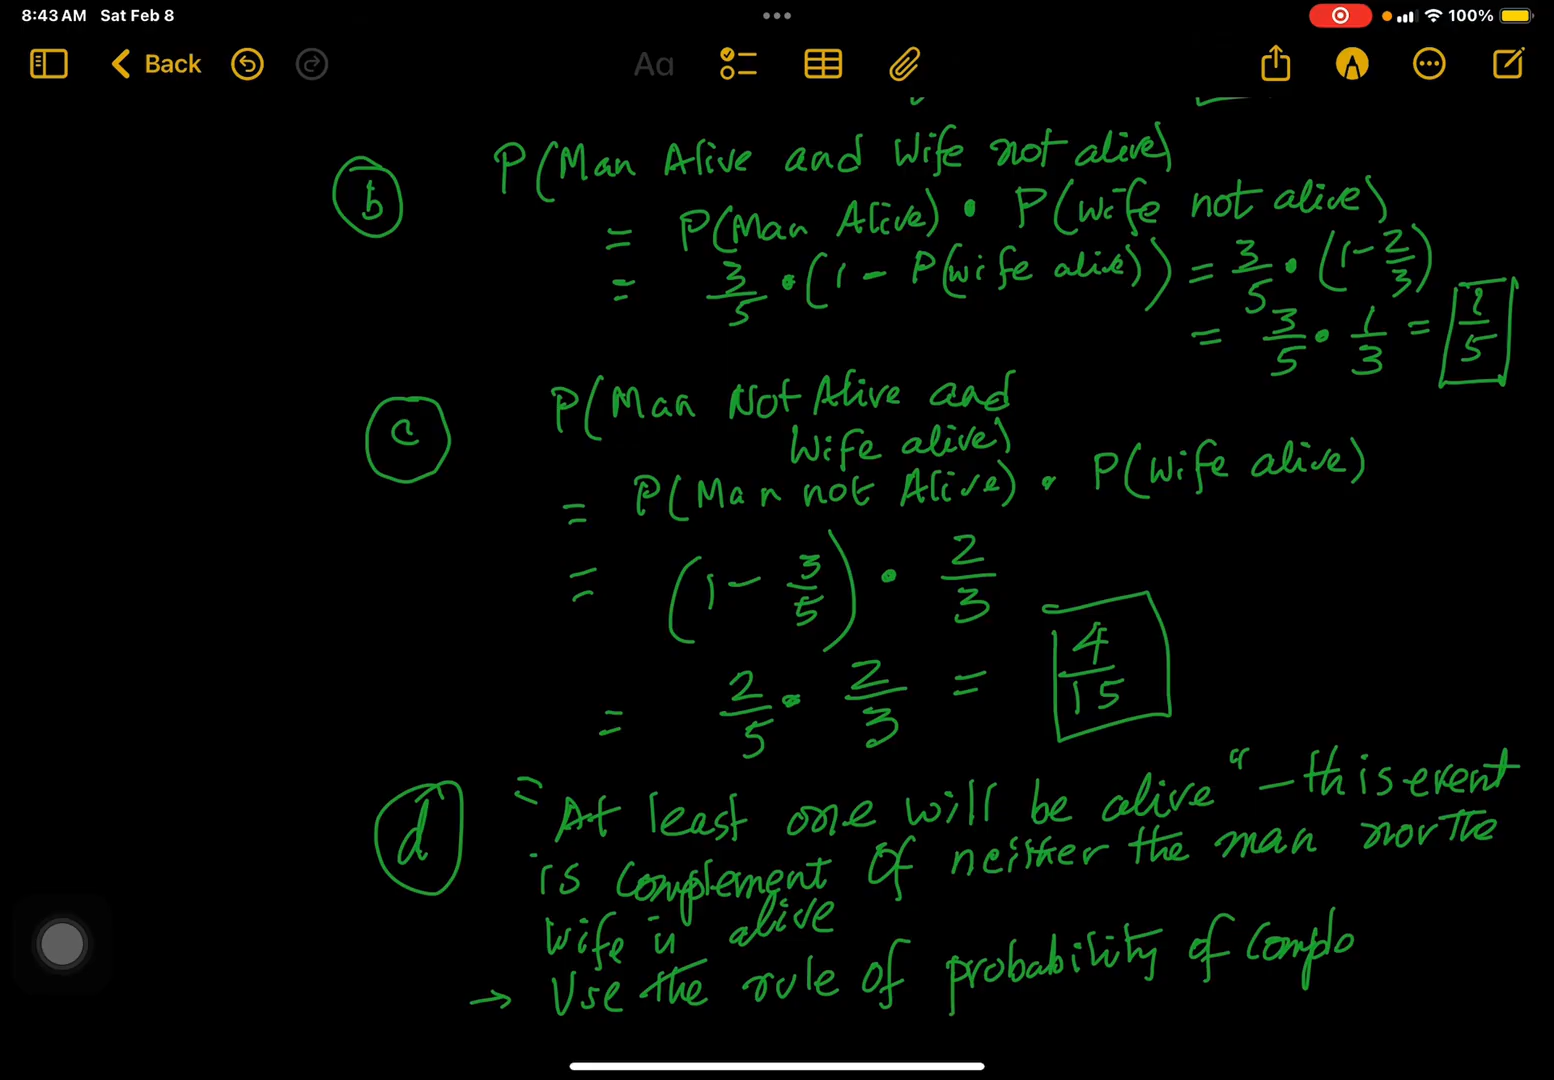 8:43 AM Sat Feb 8
100%
Back
Aa
b
P(Man Alive and Wife not alive)
= P(Man Alive) • P(wife not alive)
= 3/5 • (1 - P(wife alive)) = 3/5 • (1 - 2/3)
= 3/5 • 1/3 = 1/5
c
P(Man Not Alive and
Wife alive)
= P(Man not Alive) • P(Wife alive)
= (1 - 3/5) • 2/3
= 2/5 • 2/3 = 4/15
d
"At least one will be alive" - this event
is complement of neither the man nor the
wife is alive
→ Use the rule of probability of complo